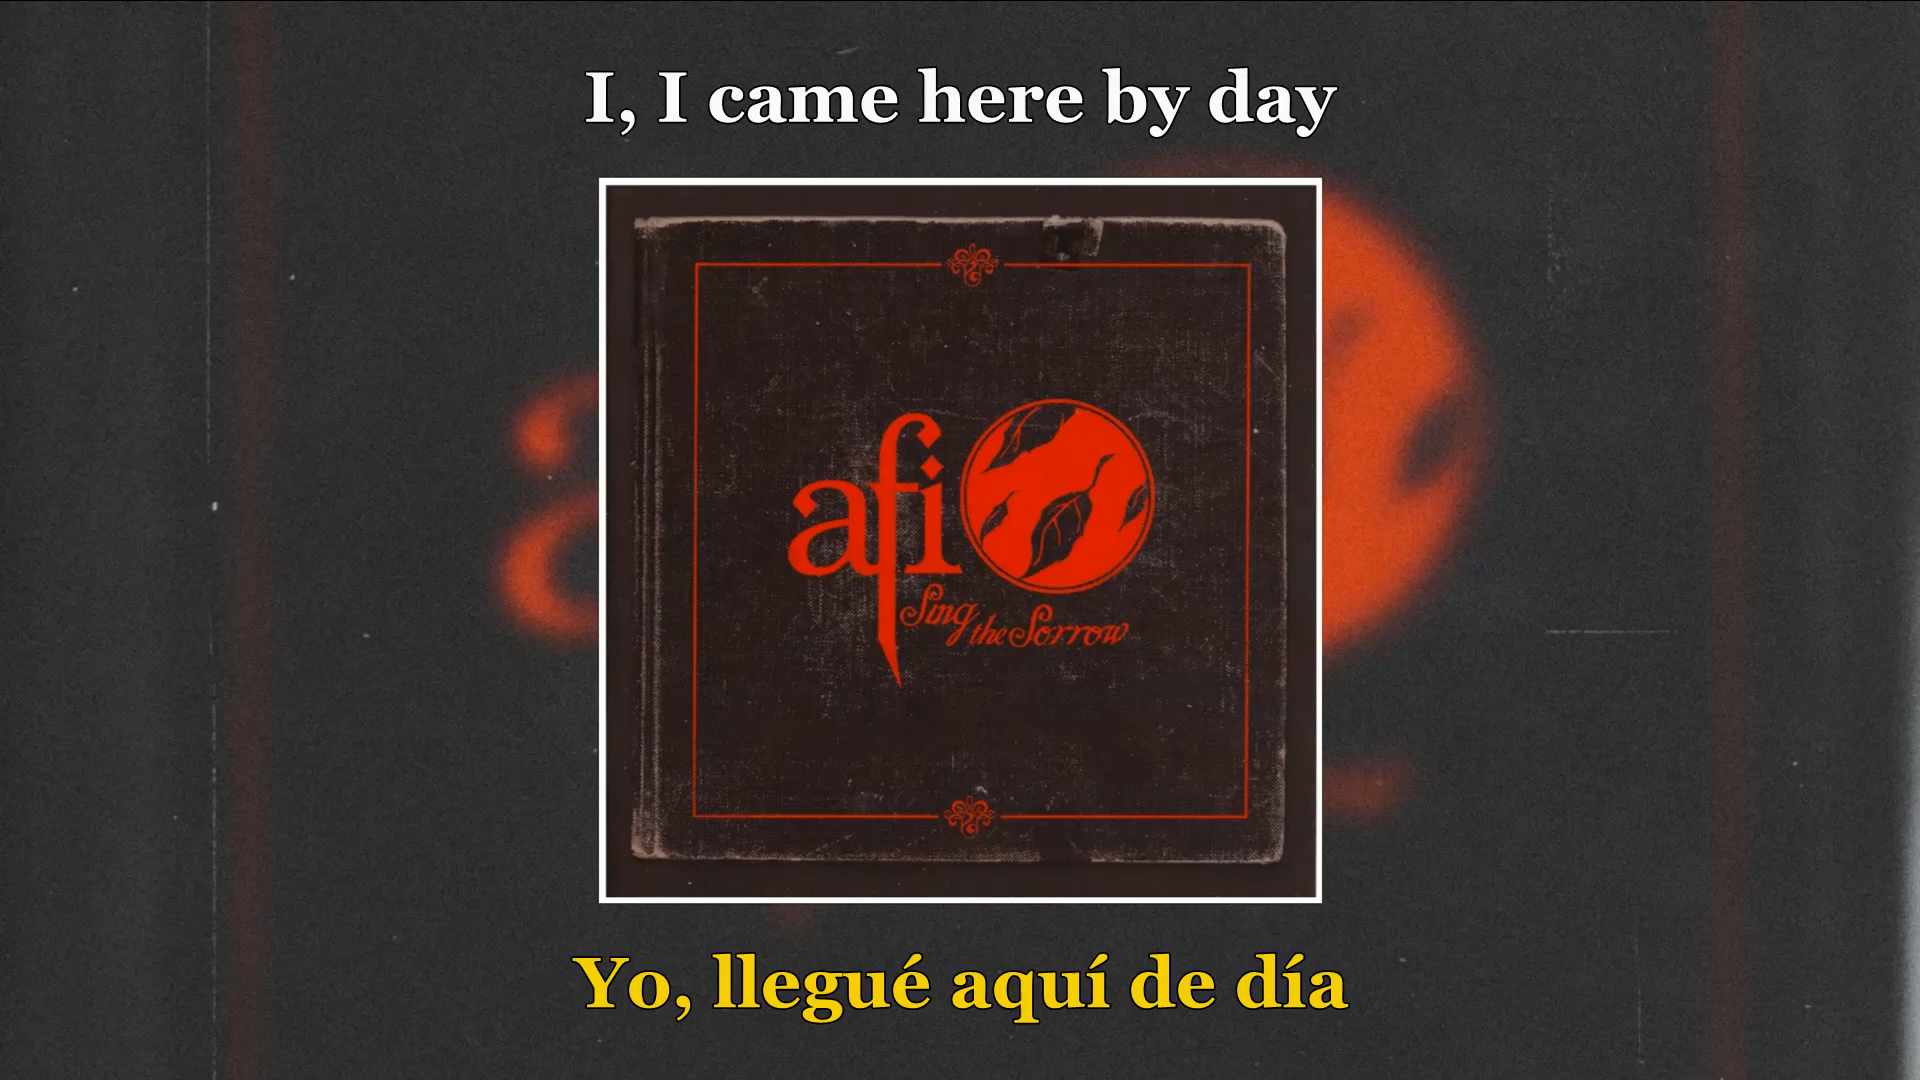 I, I came here by day
afi
Sing the Sorrow
Yo, llegué aquí de día